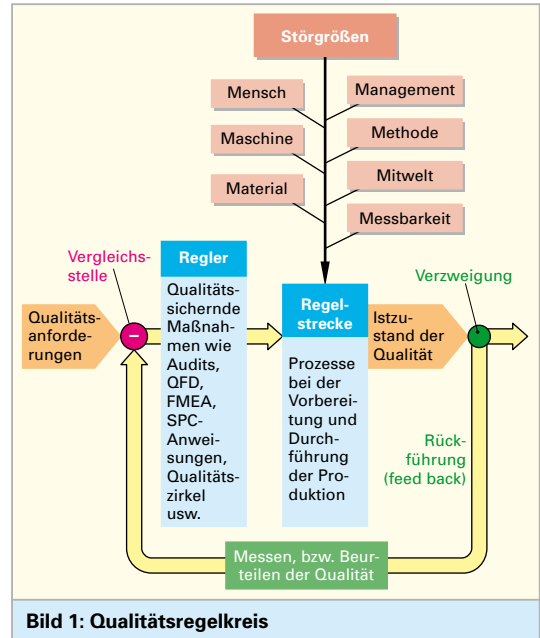 Störgrößen
Mensch
Management
Maschine
Methode
Material
Mitwelt
Messbarkeit
Vergleichs-
stelle
Regler
Qualitäts-
sichernde
Maßnah-
men wie
Audits,
QFD,
FMEA,
SPC-
Anwei-
sungen,
Qualitäts-
zirkel
usw.
Regel-
strecke
Prozesse
bei der
Vorberei-
tung und
Durch-
führung
der Pro-
duktion
Verzweigung
Qualitäts-
anforde-
rungen
–
Istzu-
stand der
Qualität
Rück-
führung
(feed back)
Messen, bzw. Beur-
teilen der Qualität
Bild 1: Qualitätsregelkreis